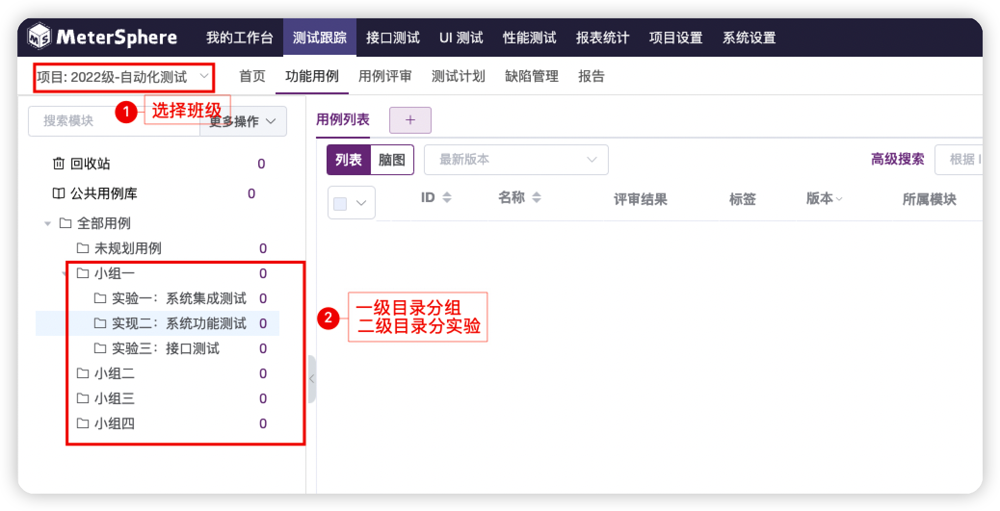 MeterSphere 我的工作台 测试跟踪 接口测试 UI 测试 性能测试 报表统计 项目设置 系统设置
项目: 2022级-自动化测试 首页 功能用例 用例评审 测试计划 缺陷管理 报告
1 选择班级
搜索模块 更多操作
用例列表 +
列表 脑图 最新版本 高级搜索 根据 I
ID 名称 评审结果 标签 版本 所属模块
回收站 0
公共用例库 0
全部用例
未规划用例 0
小组一 0
实验一：系统集成测试 0
实现二：系统功能测试 0
实验三：接口测试 0
小组二 0
小组三 0
小组四 0
2 一级目录分组
二级目录分实验